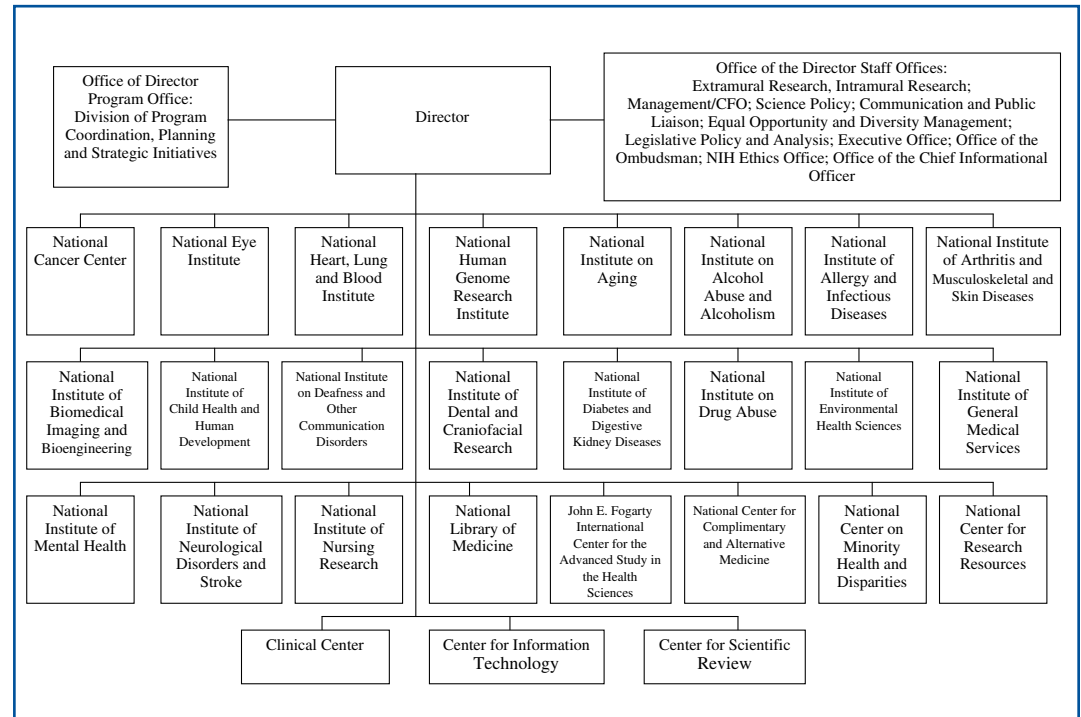 Office of Director
Program Office:
Division of Program
Coordination, Planning
and Strategic Initiatives
Director
Office of the Director Staff Offices:
Extramural Research, Intramural Research;
Management/CFO; Science Policy; Communication and Public
Liaison; Equal Opportunity and Diversity Management;
Legislative Policy and Analysis; Executive Office; Office of the
Ombudsman; NIH Ethics Office; Office of the Chief Informational
Officer
National
Cancer Center
National Eye
Institute
National
Heart, Lung
and Blood
Institute
National
Human
Genome
Research
Institute
National
Institute on
Aging
National
Institute on
Alcohol
Abuse and
Alcoholism
National
Institute of
Allergy and
Infectious
Diseases
National Institute
of Arthritis and
Musculoskeletal and
Skin Diseases
National
Institute of
Biomedical
Imaging and
Bioengineering
National
Institute of
Child Health and
Human
Development
National Institute
on Deafness and
Other
Communication
Disorders
National
Institute of
Dental and
Craniofacial
Research
National
Institute of
Diabetes and
Digestive
Kidney Diseases
National
Institute on
Drug Abuse
National
Institute of
Environmental
Health Sciences
National
Institute of
General
Medical
Services
National
Institute of
Mental Health
National
Institute of
Neurological
Disorders and
Stroke
National
Institute of
Nursing
Research
National
Library of
Medicine
John E. Fogarty
International
Center for the
Advanced Study in
the Health
Sciences
National Center for
Complimentary
and Alternative
Medicine
National
Center on
Minority
Health and
Disparities
National
Center for
Research
Resources
Clinical Center
Center for Information
Technology
Center for Scientific
Review